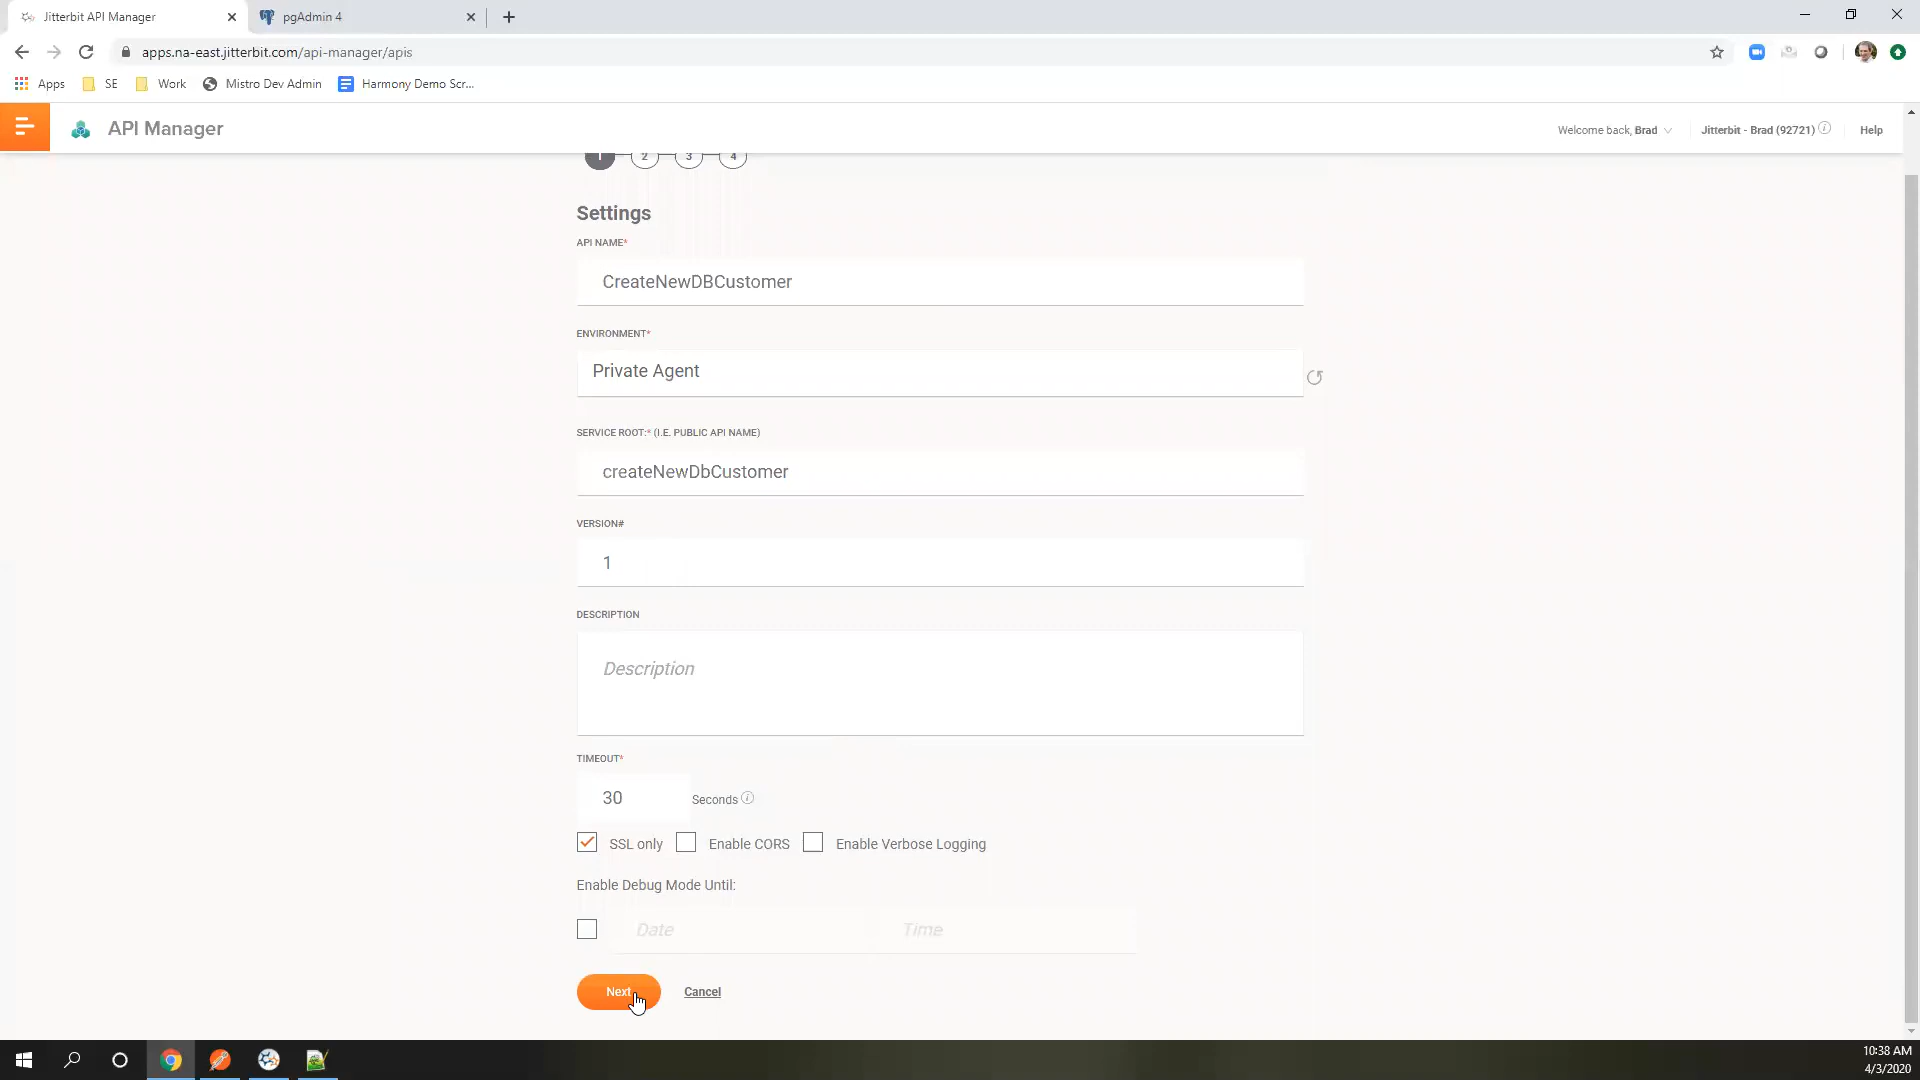 Jitterbit API Manager
pgAdmin 4
apps.na-east.jitterbit.com/api-manager/apis
Apps SE Work Mistro Dev Admin Harmony Demo Scr...
API Manager
Welcome back, Brad
Jitterbit - Brad (92721)
Help
1 2 3 4
Settings
API NAME*
CreateNewDBCustomer
ENVIRONMENT*
Private Agent
SERVICE ROOT:* (I.E. PUBLIC API NAME)
createNewDbCustomer
VERSION#
1
DESCRIPTION
Description
TIMEOUT*
30 Seconds
SSL only Enable CORS Enable Verbose Logging
Enable Debug Mode Until:
Date Time
Next Cancel
10:38 AM
4/3/2020